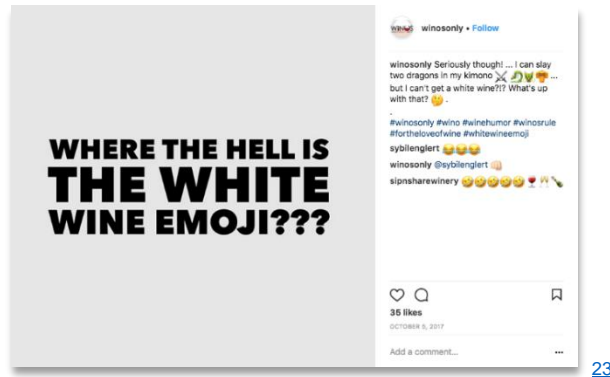 WINOS
winosonly • Follow
winosonly Seriously though! ... I can slay
two dragons in my kimono ⚔️ 🐉🐲👘 ...
but I can't get a white wine?!? What's up
with that? 🤔 .
.
#winosonly #wino #winehumor #winosrule
#fortheloveofwine #whitewineemoji
sybilenglert 😂😂😂
winosonly @sybilenglert 👊🏻
sipnsharewinery 🤣🤣🤣🤣🤣🍷🥂🍾
WHERE THE HELL IS
THE WHITE
WINE EMOJI???
35 likes
OCTOBER 5, 2017
Add a comment...
23